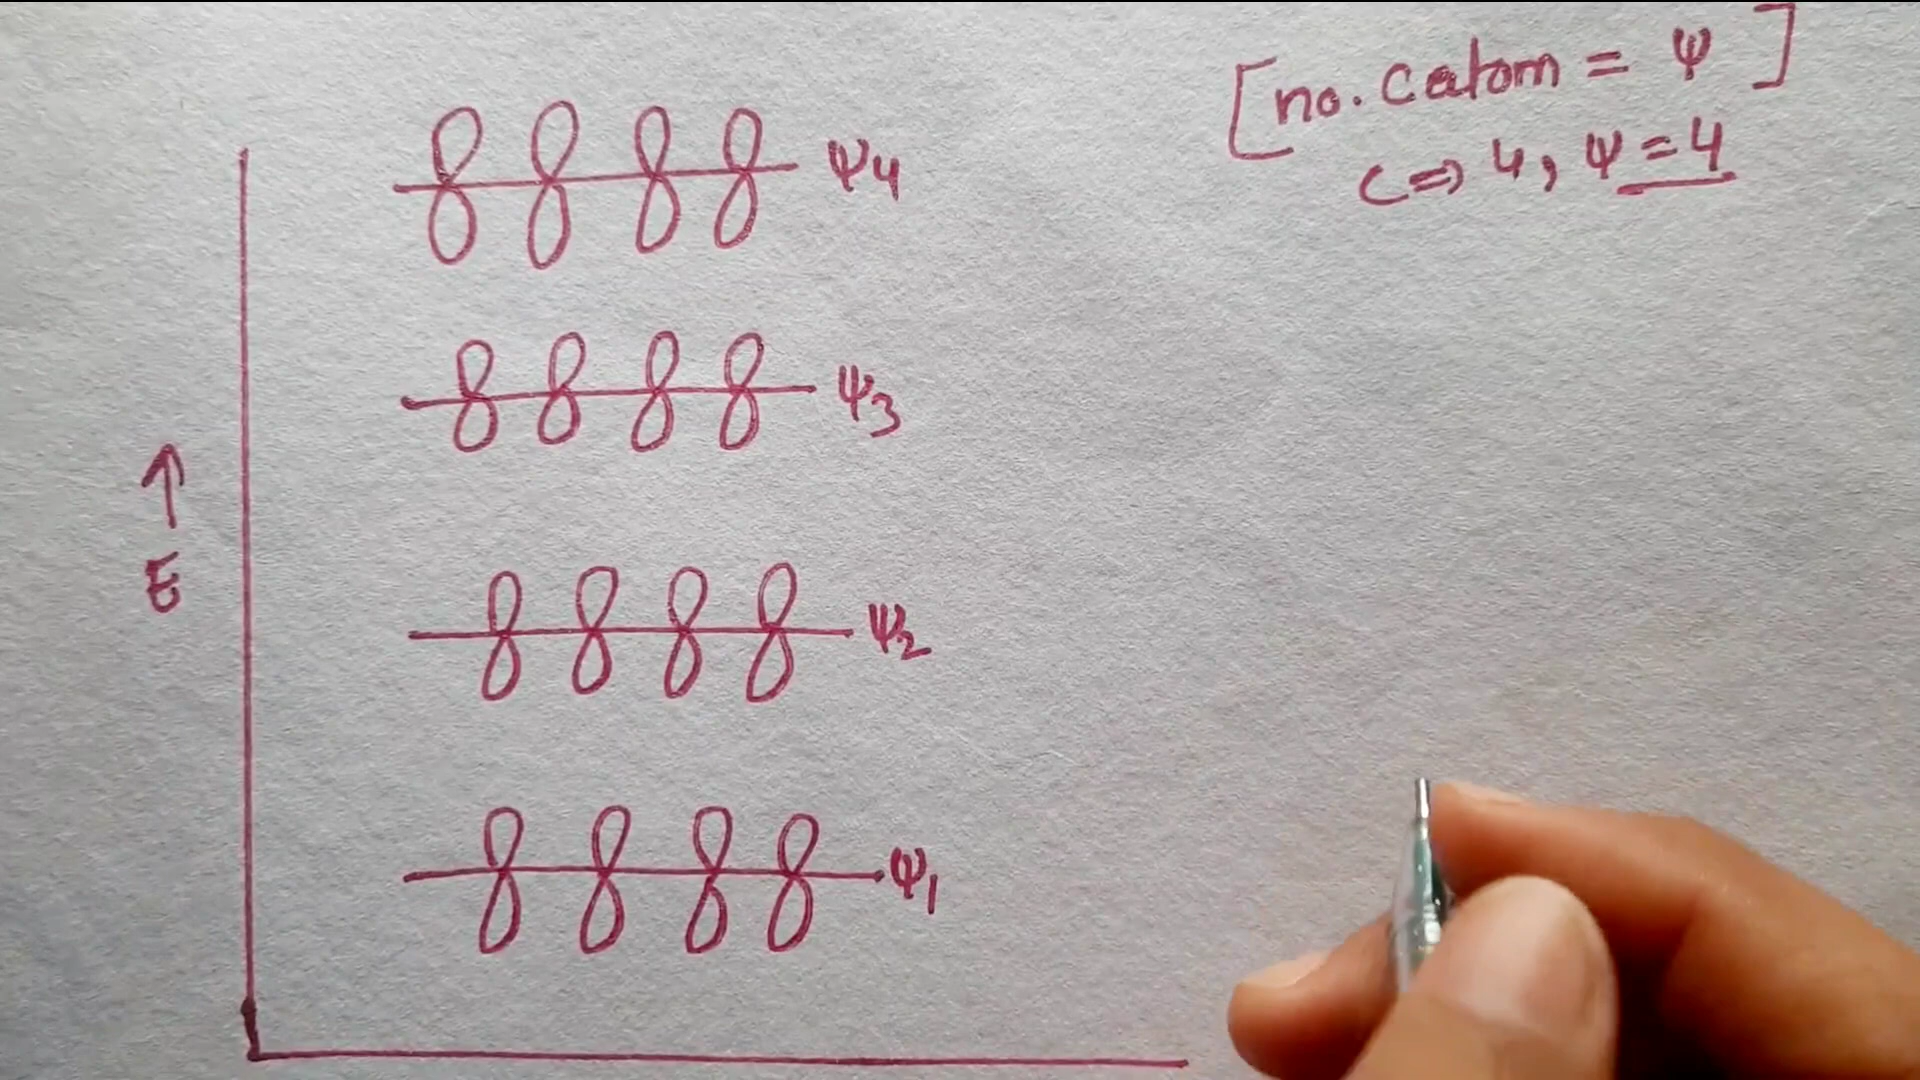 [no. C atom = ψ]
C ⇒ 4, ψ = 4
ψ4
ψ3
↑
E
ψ2
ψ1